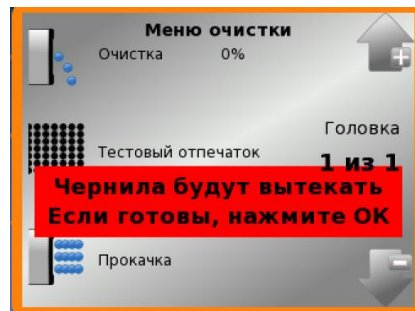 Меню очистки
Очистка 0%
Головка
Тестовый отпечаток
1 из 1
Чернила будут вытекать
Если готовы, нажмите ОК
Прокачка